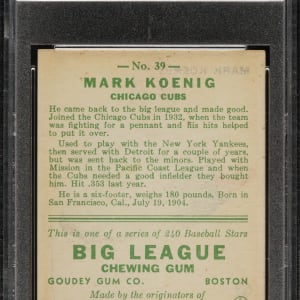 — No. 39 —
MARK KOENIG
CHICAGO CUBS
He came back to the big league and made good.
Joined the Chicago Cubs in 1932, when the team
was fighting for a pennant and his hits helped
to put it over.
Used to play with the New York Yankees,
then served with Detroit for a couple of years,
but was sent back to the minors. Played with
Mission in the Pacific Coast League and when
the Cubs needed a good infielder they bought
him. Hit .353 last year.
He is a six-footer, weighs 180 pounds. Born in
San Francisco, Cal., July 19, 1904.
This is one of a series of 240 Baseball Stars
BIG LEAGUE
CHEWING GUM
GOUDEY GUM CO. BOSTON
Made by the originators of